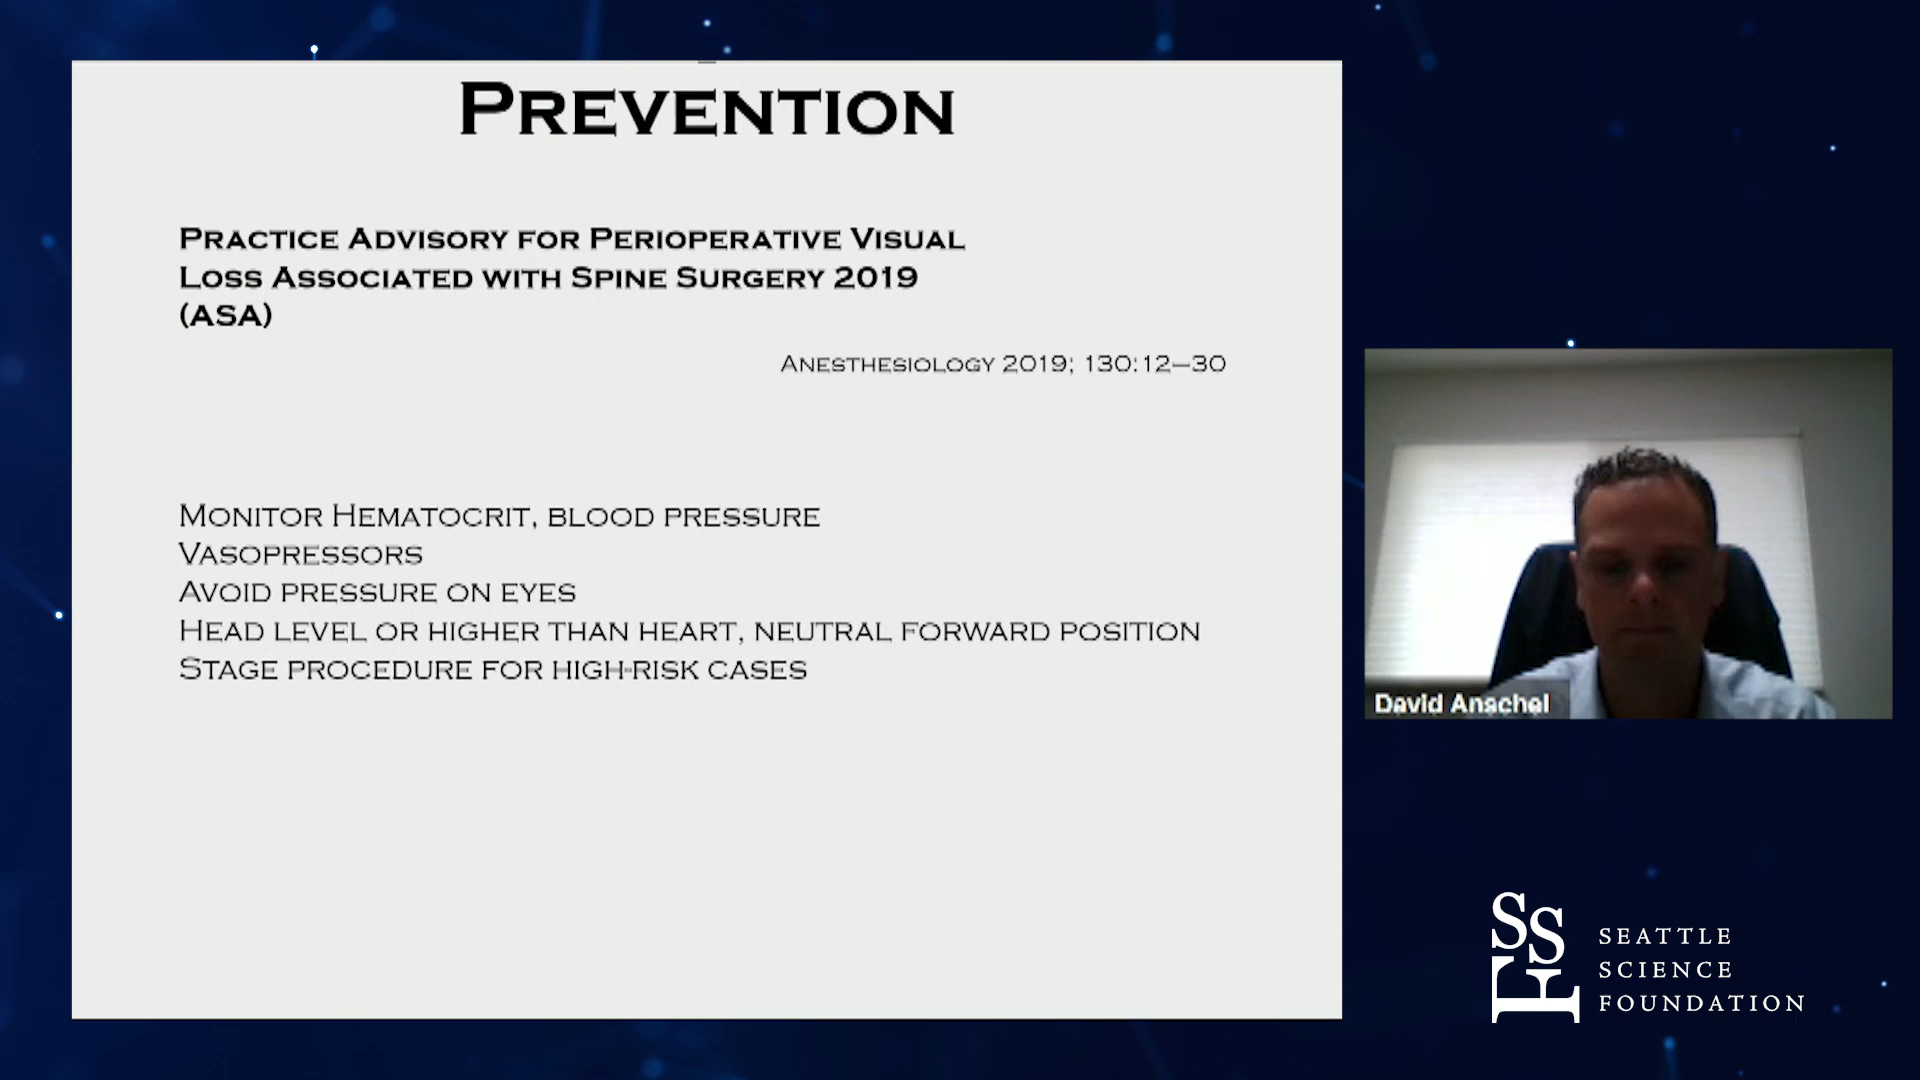 PREVENTION
PRACTICE ADVISORY FOR PERIOPERATIVE VISUAL
LOSS ASSOCIATED WITH SPINE SURGERY 2019
(ASA)
ANESTHESIOLOGY 2019; 130:12–30
MONITOR HEMATOCRIT, BLOOD PRESSURE
VASOPRESSORS
AVOID PRESSURE ON EYES
HEAD LEVEL OR HIGHER THAN HEART, NEUTRAL FORWARD POSITION
STAGE PROCEDURE FOR HIGH-RISK CASES
David Anschel
SSF
SEATTLE
SCIENCE
FOUNDATION